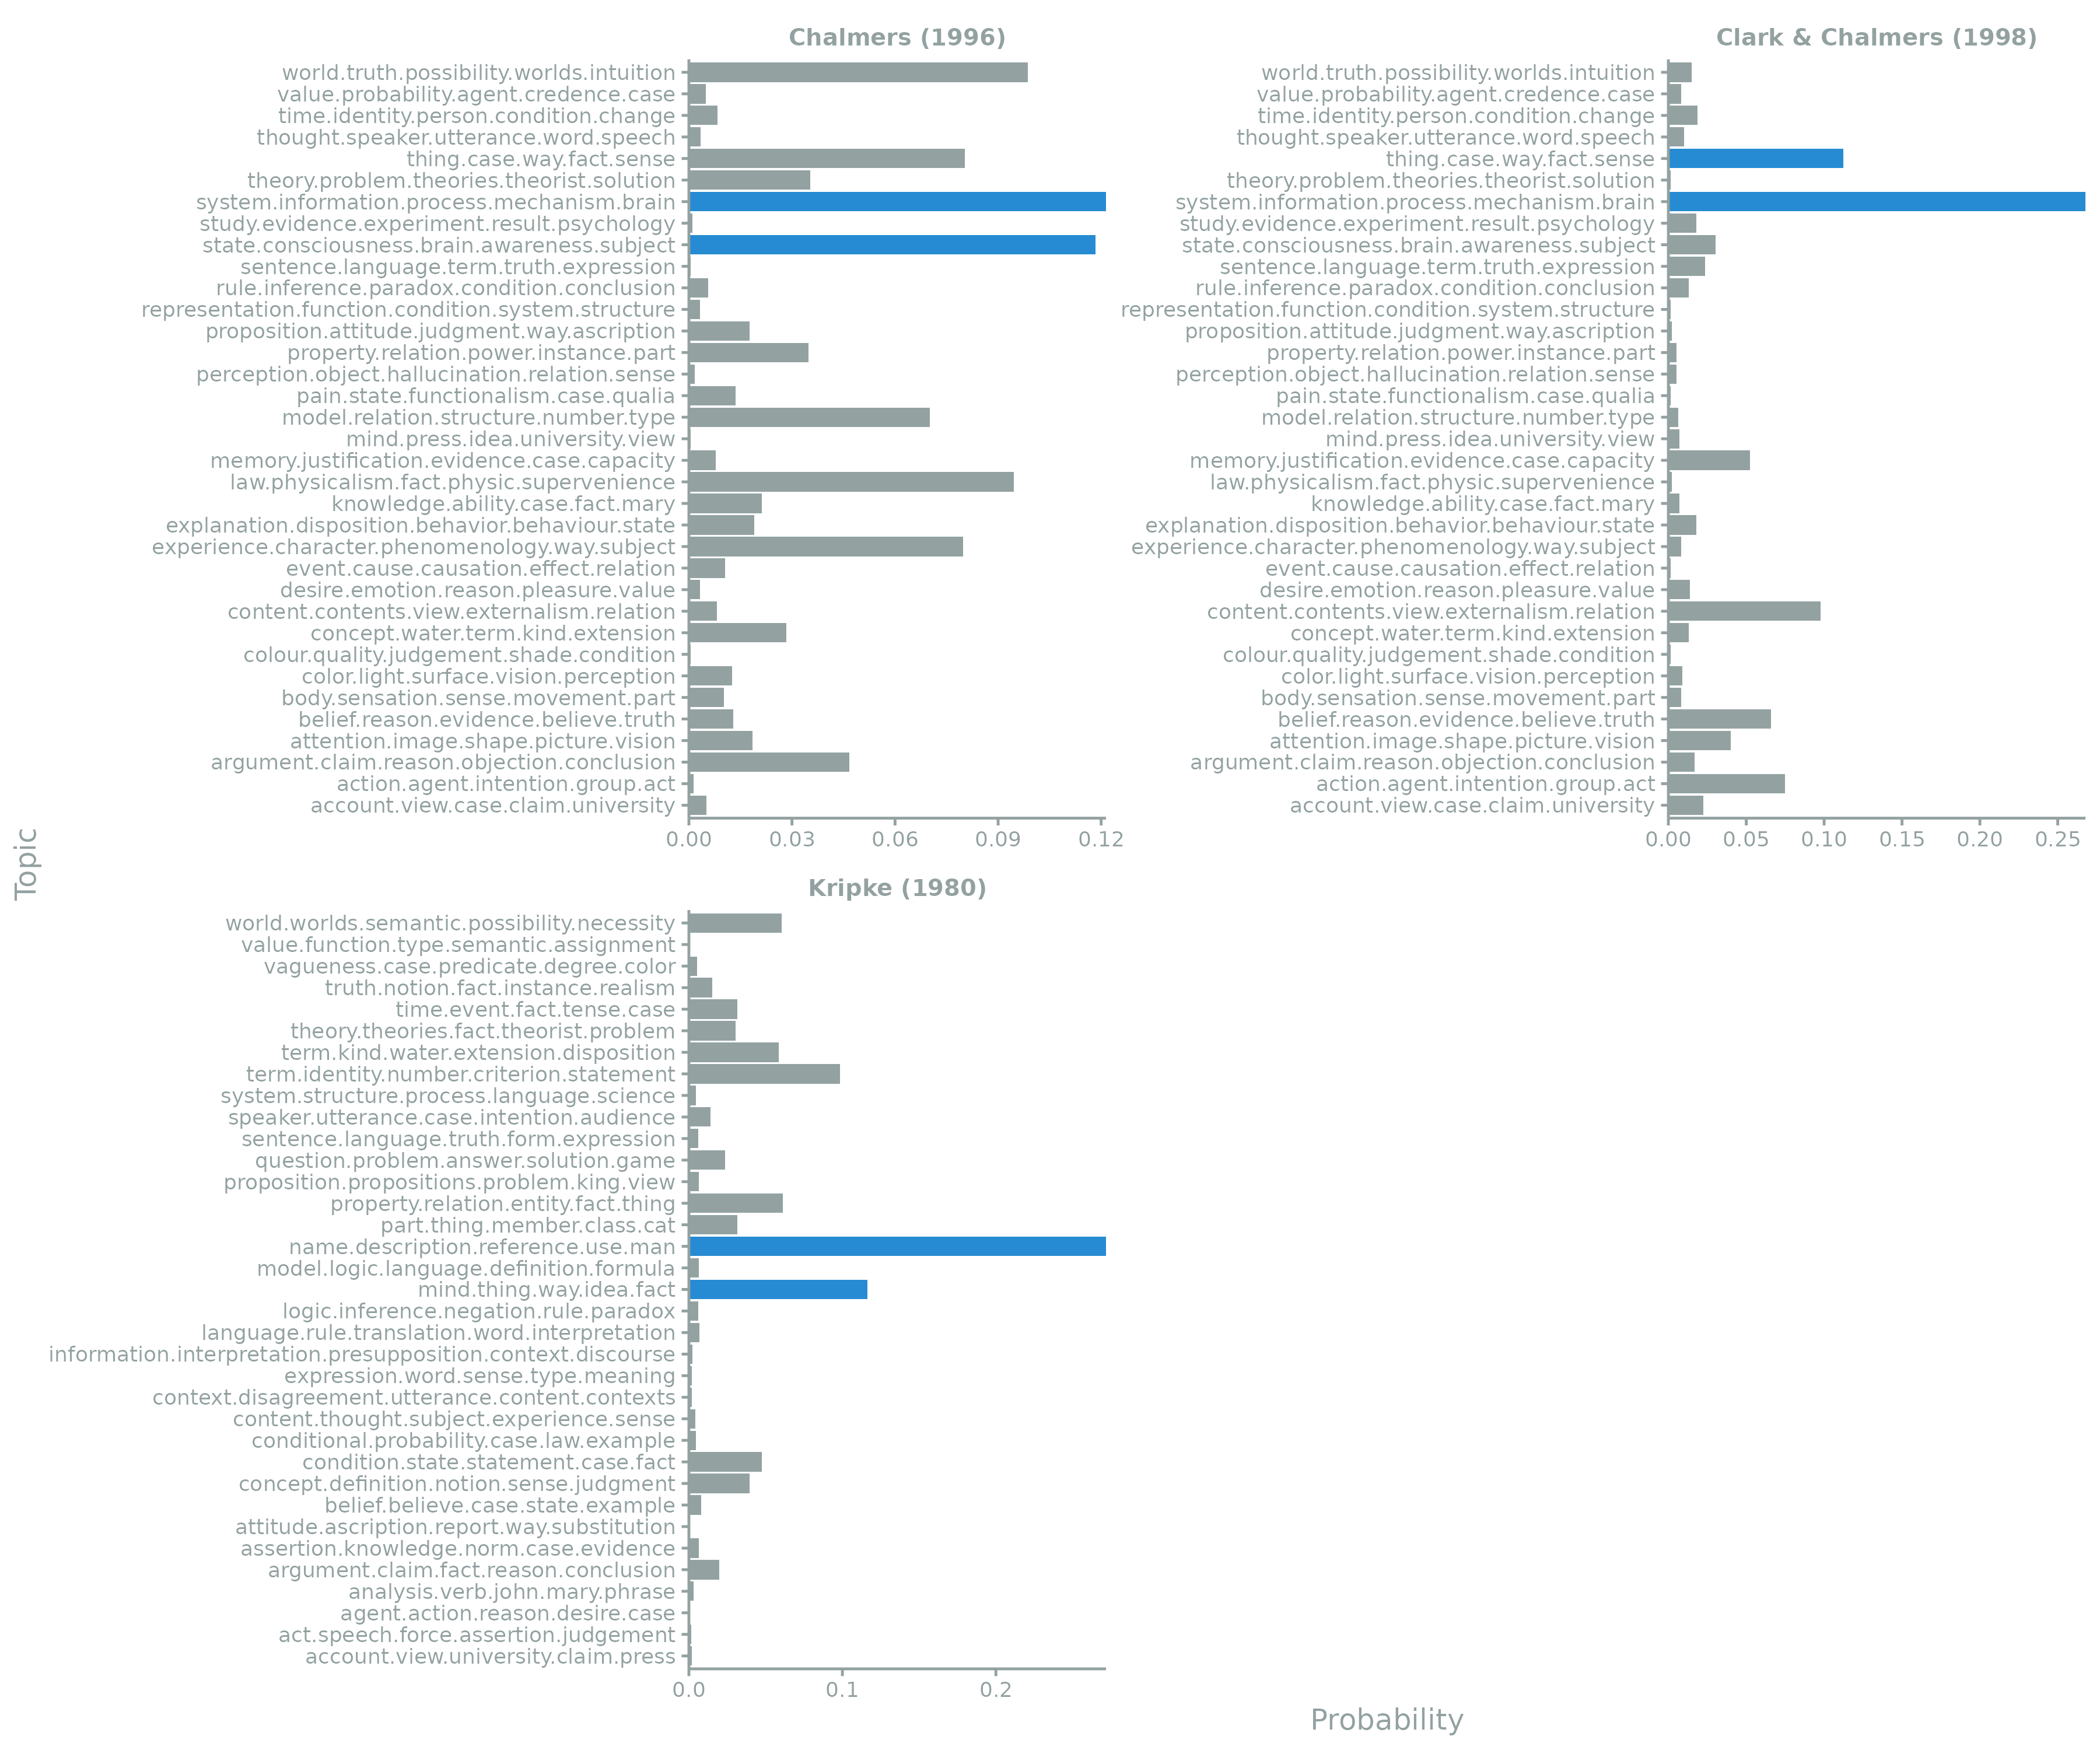 Chalmers (1996)
world.truth.possibility.worlds.intuition
value.probability.agent.credence.case
time.identity.person.condition.change
thought.speaker.utterance.word.speech
thing.case.way.fact.sense
theory.problem.theories.theorist.solution
system.information.process.mechanism.brain
study.evidence.experiment.result.psychology
state.consciousness.brain.awareness.subject
sentence.language.term.truth.expression
rule.inference.paradox.condition.conclusion
representation.function.condition.system.structure
proposition.attitude.judgment.way.ascription
property.relation.power.instance.part
perception.object.hallucination.relation.sense
pain.state.functionalism.case.qualia
model.relation.structure.number.type
mind.press.idea.university.view
memory.justification.evidence.case.capacity
law.physicalism.fact.physic.supervenience
knowledge.ability.case.fact.mary
explanation.disposition.behavior.behaviour.state
experience.character.phenomenology.way.subject
event.cause.causation.effect.relation
desire.emotion.reason.pleasure.value
content.contents.view.externalism.relation
concept.water.term.kind.extension
colour.quality.judgement.shade.condition
color.light.surface.vision.perception
body.sensation.sense.movement.part
belief.reason.evidence.believe.truth
attention.image.shape.picture.vision
argument.claim.reason.objection.conclusion
action.agent.intention.group.act
account.view.case.claim.university
0.00 0.03 0.06 0.09 0.12
Clark & Chalmers (1998)
world.truth.possibility.worlds.intuition
value.probability.agent.credence.case
time.identity.person.condition.change
thought.speaker.utterance.word.speech
thing.case.way.fact.sense
theory.problem.theories.theorist.solution
system.information.process.mechanism.brain
study.evidence.experiment.result.psychology
state.consciousness.brain.awareness.subject
sentence.language.term.truth.expression
rule.inference.paradox.condition.conclusion
representation.function.condition.system.structure
proposition.attitude.judgment.way.ascription
property.relation.power.instance.part
perception.object.hallucination.relation.sense
pain.state.functionalism.case.qualia
model.relation.structure.number.type
mind.press.idea.university.view
memory.justification.evidence.case.capacity
law.physicalism.fact.physic.supervenience
knowledge.ability.case.fact.mary
explanation.disposition.behavior.behaviour.state
experience.character.phenomenology.way.subject
event.cause.causation.effect.relation
desire.emotion.reason.pleasure.value
content.contents.view.externalism.relation
concept.water.term.kind.extension
colour.quality.judgement.shade.condition
color.light.surface.vision.perception
body.sensation.sense.movement.part
belief.reason.evidence.believe.truth
attention.image.shape.picture.vision
argument.claim.reason.objection.conclusion
action.agent.intention.group.act
account.view.case.claim.university
0.00 0.05 0.10 0.15 0.20 0.25
Topic
Kripke (1980)
world.worlds.semantic.possibility.necessity
value.function.type.semantic.assignment
vagueness.case.predicate.degree.color
truth.notion.fact.instance.realism
time.event.fact.tense.case
theory.theories.fact.theorist.problem
term.kind.water.extension.disposition
term.identity.number.criterion.statement
system.structure.process.language.science
speaker.utterance.case.intention.audience
sentence.language.truth.form.expression
question.problem.answer.solution.game
proposition.propositions.problem.king.view
property.relation.entity.fact.thing
part.thing.member.class.cat
name.description.reference.use.man
model.logic.language.definition.formula
mind.thing.way.idea.fact
logic.inference.negation.rule.paradox
language.rule.translation.word.interpretation
information.interpretation.presupposition.context.discourse
expression.word.sense.type.meaning
context.disagreement.utterance.content.contexts
content.thought.subject.experience.sense
conditional.probability.case.law.example
condition.state.statement.case.fact
concept.definition.notion.sense.judgment
belief.believe.case.state.example
attitude.ascription.report.way.substitution
assertion.knowledge.norm.case.evidence
argument.claim.fact.reason.conclusion
analysis.verb.john.mary.phrase
agent.action.reason.desire.case
act.speech.force.assertion.judgement
account.view.university.claim.press
0.0 0.1 0.2
Probability